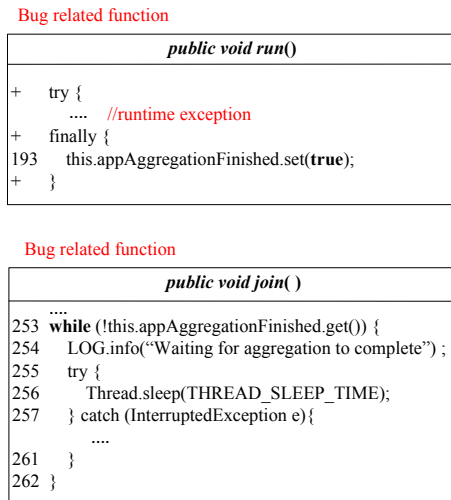 Bug related function
public void run()
+ try {
.... //runtime exception
+ finally {
193 this.appAggregationFinished.set(true);
+ }
Bug related function
public void join( )
....
253 while (!this.appAggregationFinished.get()) {
254 LOG.info(“Waiting for aggregation to complete”) ;
255 try {
256 Thread.sleep(THREAD_SLEEP_TIME);
257 } catch (InterruptedException e){
....
261 }
262 }